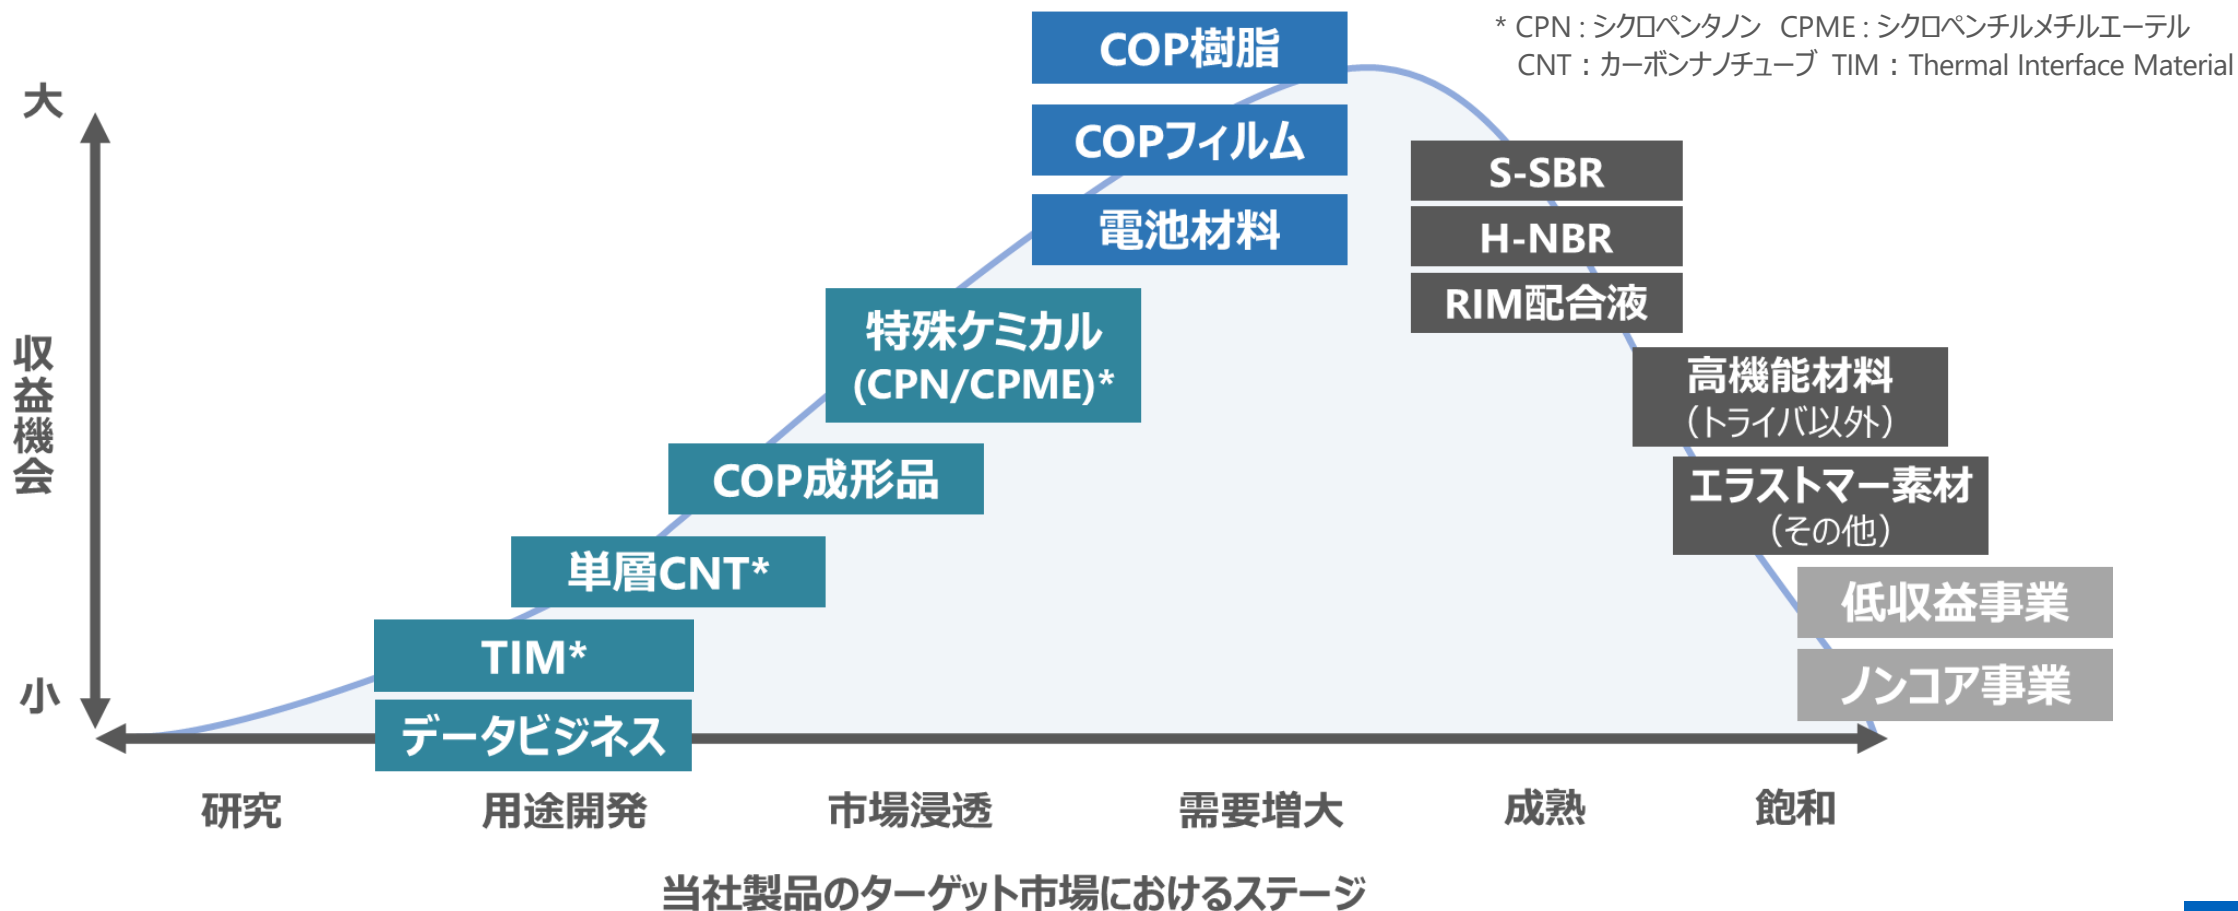 * CPN : シクロペンタノン CPME : シクロペンチルメチルエーテル
CNT : カーボンナノチューブ TIM : Thermal Interface Material
大
収益機会
小
COP樹脂
COPフィルム
電池材料
特殊ケミカル
(CPN/CPME)*
COP成形品
単層CNT*
TIM*
データビジネス
S-SBR
H-NBR
RIM配合液
高機能材料
(トライバ以外)
エラストマー素材
(その他)
低収益事業
ノンコア事業
研究 用途開発 市場浸透 需要増大 成熟 飽和
当社製品のターゲット市場におけるステージ